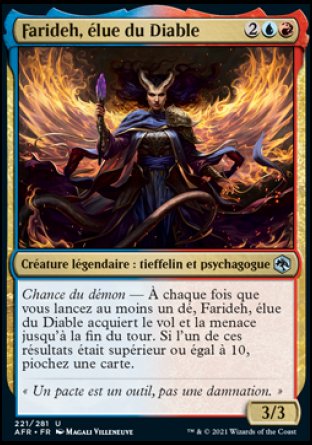 Farideh, élue du Diable 2
Créature légendaire : tieffelin et psychagogue
Chance du démon — À chaque fois que
vous lancez au moins un dé, Farideh, élue
du Diable acquiert le vol et la menace
jusqu'à la fin du tour. Si l'un de ces
résultats était supérieur ou égal à 10,
piochez une carte.
« Un pacte est un outil, pas une damnation. »
3/3
221/281 U
AFR • FR Magali Villeneuve
™ & © 2021 Wizards of the Coast